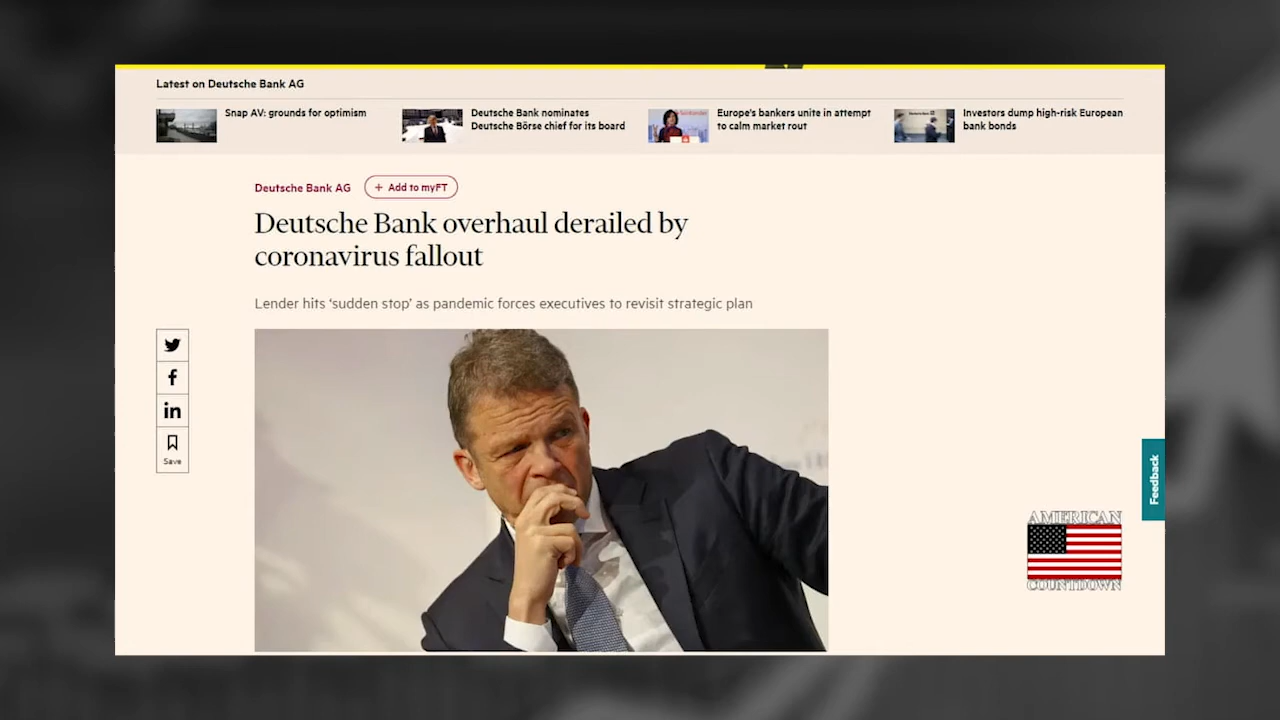 Latest on Deutsche Bank AG
Snap AV: grounds for optimism
Deutsche Bank nominates
Deutsche Börse chief for its board
Europe's bankers unite in attempt
to calm market rout
Investors dump high-risk European
bank bonds
Deutsche Bank AG
+ Add to myFT
Deutsche Bank overhaul derailed by
coronavirus fallout
Lender hits ‘sudden stop’ as pandemic forces executives to revisit strategic plan
Save
Feedback
AMERICAN
COUNTDOWN